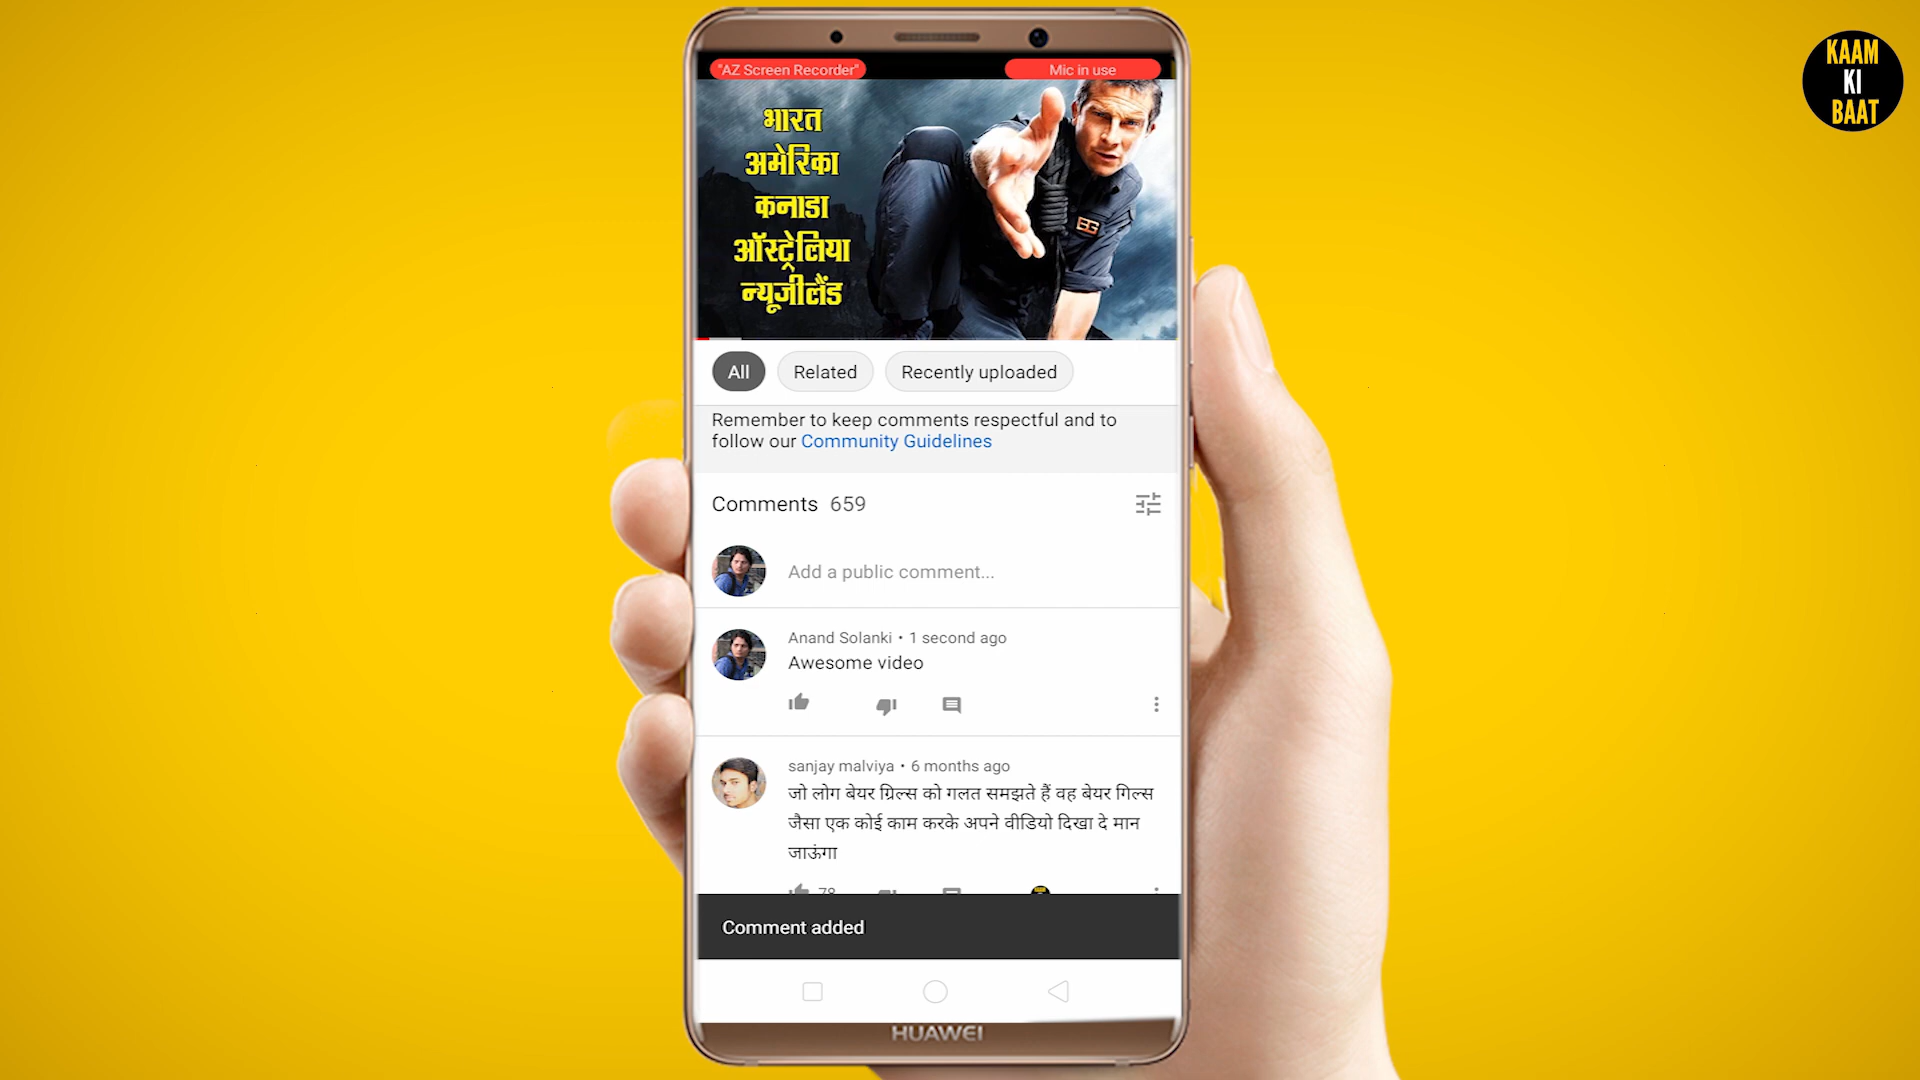 KAAM
KI
BAAT
"AZ Screen Recorder"
Mic in use
भारत
अमेरिका
कनाडा
ऑस्ट्रेलिया
न्यूजीलैंड
BG
All
Related
Recently uploaded
Remember to keep comments respectful and to
follow our Community Guidelines
Comments 659
Add a public comment...
Anand Solanki • 1 second ago
Awesome video
sanjay malviya • 6 months ago
जो लोग बेयर ग्रिल्स को गलत समझते हैं वह बेयर गिल्स
जैसा एक कोई काम करके अपने वीडियो दिखा दे मान
जाऊंगा
78
Comment added
HUAWEI